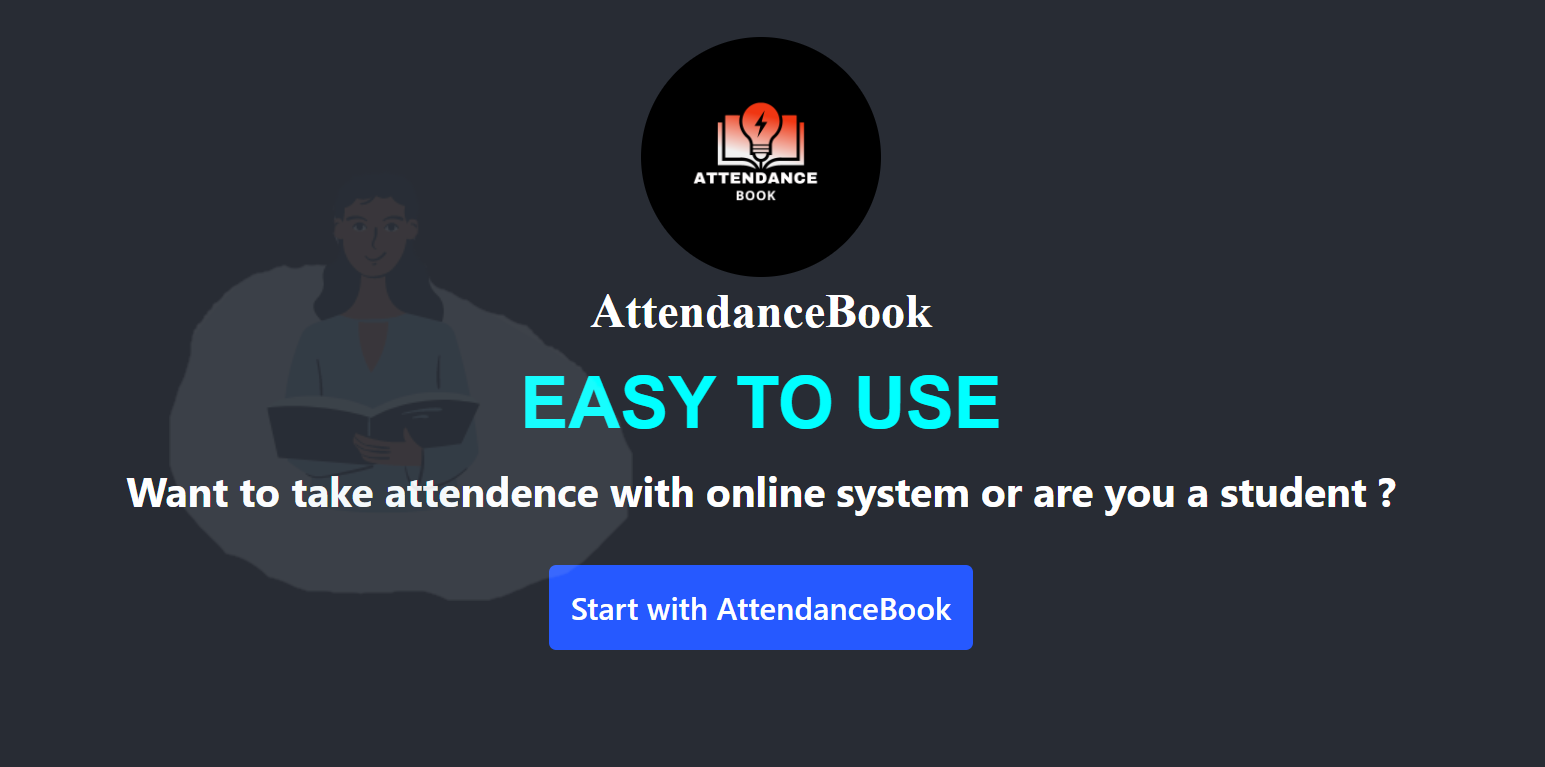 ATTENDANCE
BOOK
AttendanceBook
EASY TO USE
Want to take attendence with online system or are you a student ?
Start with AttendanceBook